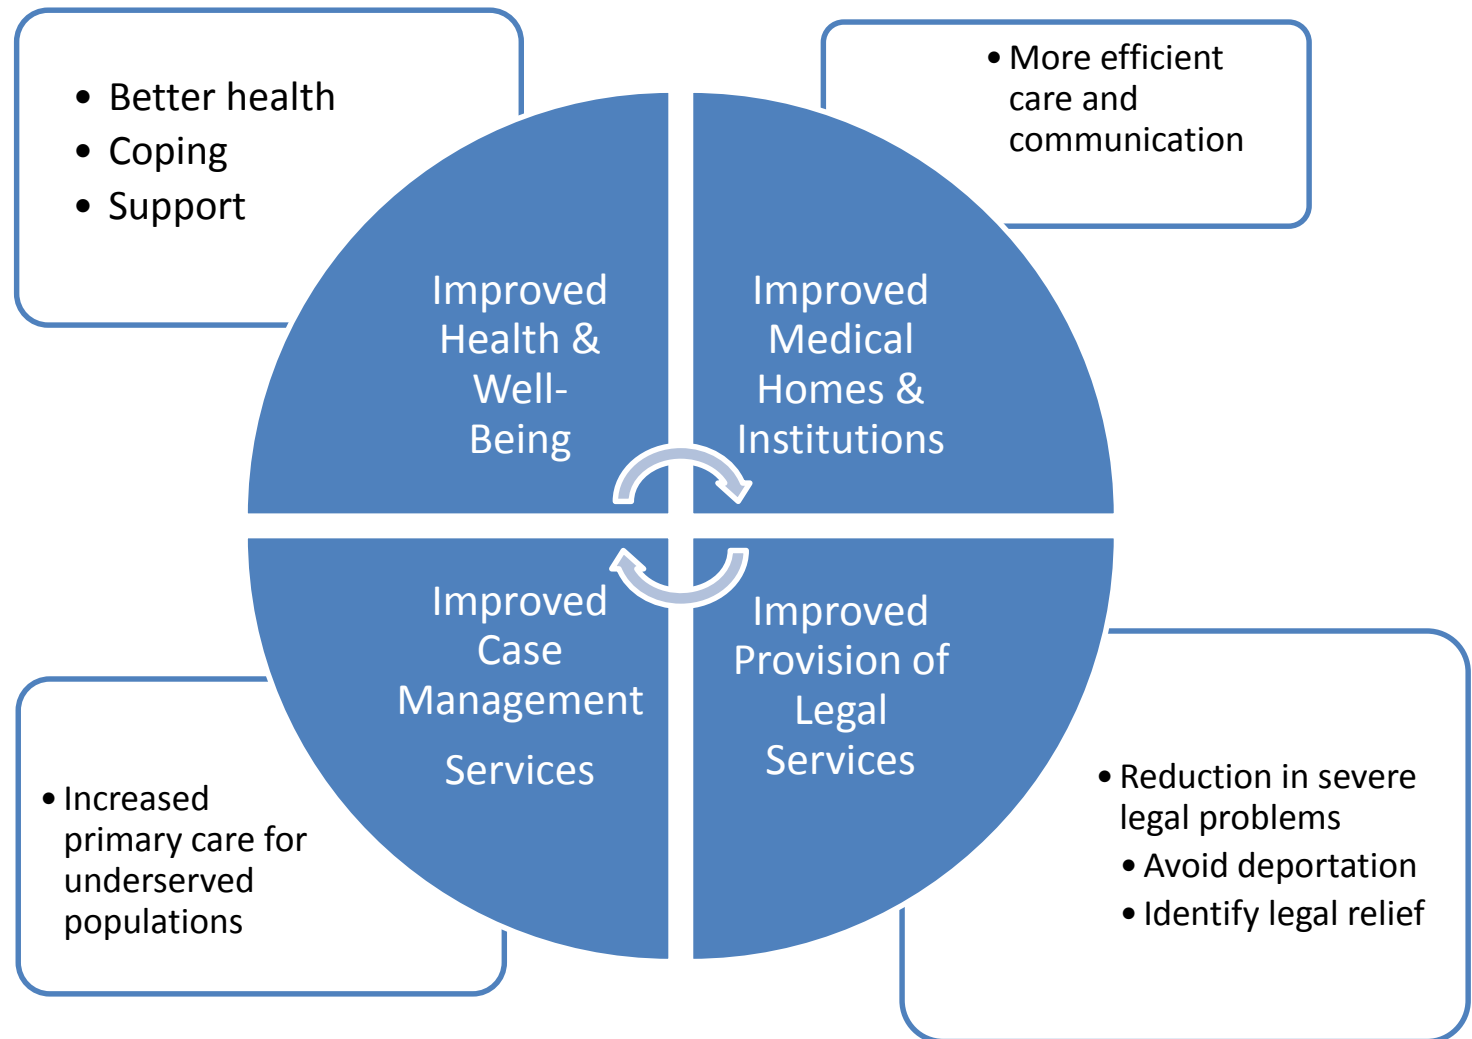 • Better health
• Coping
• Support
• More efficient
care and
communication
Improved
Health &
Well-
Being
Improved
Medical
Homes &
Institutions
Improved
Case
Management
Services
Improved
Provision of
Legal
Services
• Increased
primary care for
underserved
populations
• Reduction in severe
legal problems
• Avoid deportation
• Identify legal relief